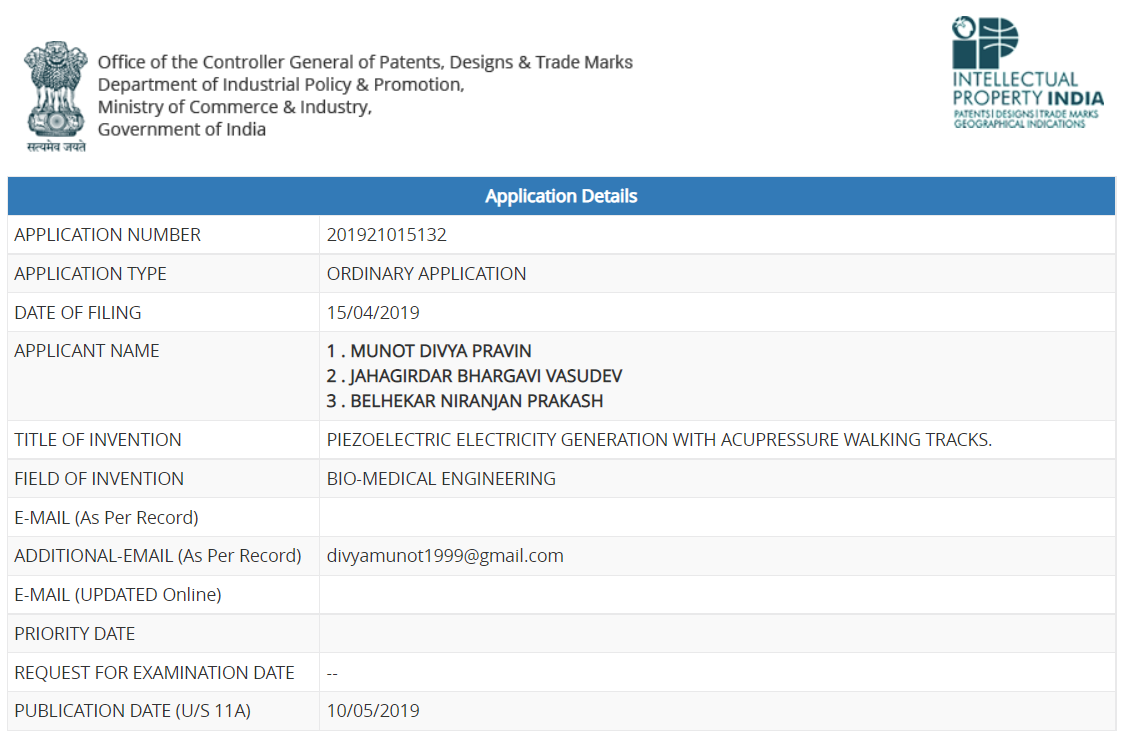 Office of the Controller General of Patents, Designs & Trade Marks
Department of Industrial Policy & Promotion,
Ministry of Commerce & Industry,
Government of India
सत्यमेव जयते
INTELLECTUAL
PROPERTY INDIA
PATENTS | DESIGNS | TRADE MARKS
GEOGRAPHICAL INDICATIONS
Application Details
APPLICATION NUMBER 201921015132
APPLICATION TYPE ORDINARY APPLICATION
DATE OF FILING 15/04/2019
APPLICANT NAME 1 . MUNOT DIVYA PRAVIN
2 . JAHAGIRDAR BHARGAVI VASUDEV
3 . BELHEKAR NIRANJAN PRAKASH
TITLE OF INVENTION PIEZOELECTRIC ELECTRICITY GENERATION WITH ACUPRESSURE WALKING TRACKS.
FIELD OF INVENTION BIO-MEDICAL ENGINEERING
E-MAIL (As Per Record)
ADDITIONAL-EMAIL (As Per Record) divyamunot1999@gmail.com
E-MAIL (UPDATED Online)
PRIORITY DATE
REQUEST FOR EXAMINATION DATE --
PUBLICATION DATE (U/S 11A) 10/05/2019